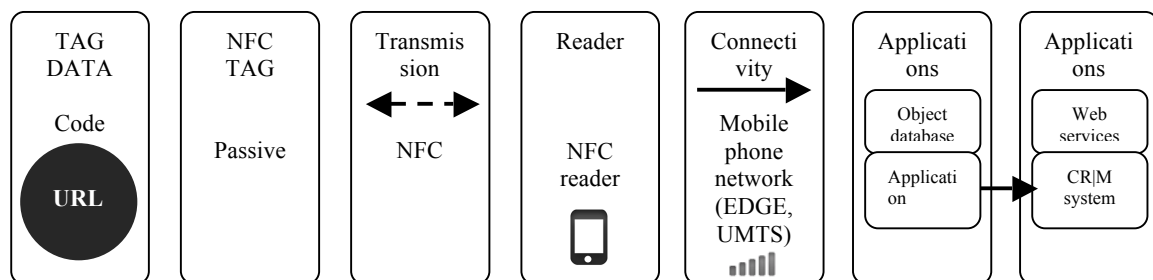 TAG
DATA
Code
URL
NFC
TAG
Passive
Transmis
sion
NFC
Reader
NFC
reader
Connecti
vity
Mobile
phone
network
(EDGE,
UMTS)
Applicati
ons
Object
database
Applicati
on
Applicati
ons
Web
services
CR|M
system